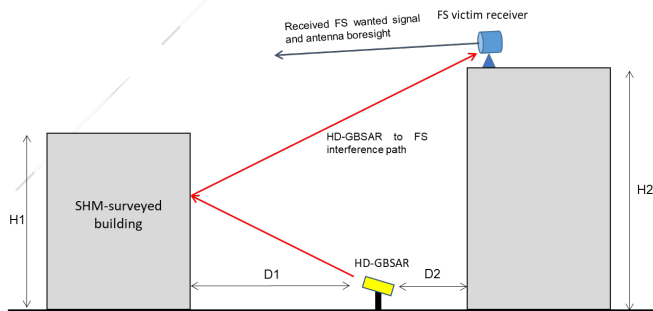 FS victim receiver
Received FS wanted signal
and antenna boresight
HD-GBSAR to FS
interference path
H1
SHM-surveyed
building
H2
HD-GBSAR
D1
D2